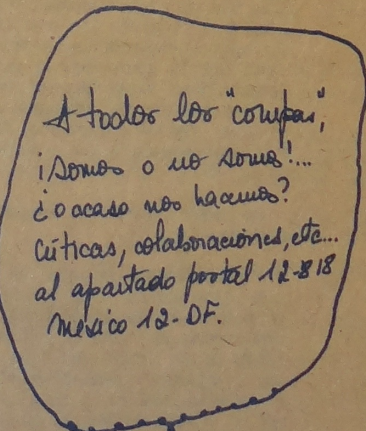 A todos los "compas",
¡Somos o no somos!...
¿o acaso nos hacemos?
Críticas, colaboraciones, etc...
al apartado postal 12-818
México 12-DF.